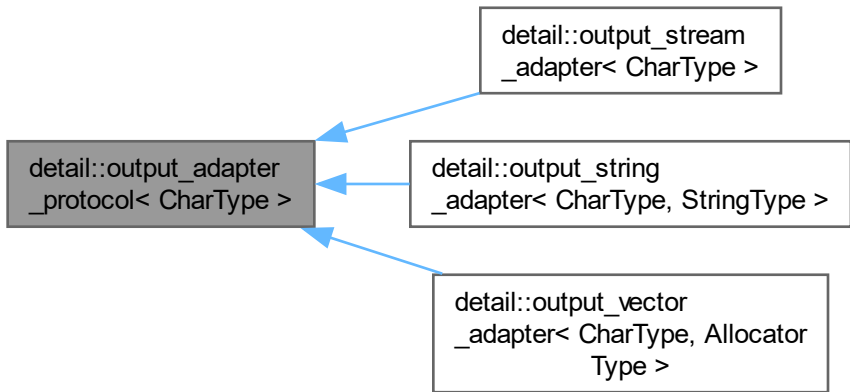 detail::output_stream
_adapter< CharType >
detail::output_adapter
_protocol< CharType >
detail::output_string
_adapter< CharType, StringType >
detail::output_vector
_adapter< CharType, Allocator
Type >